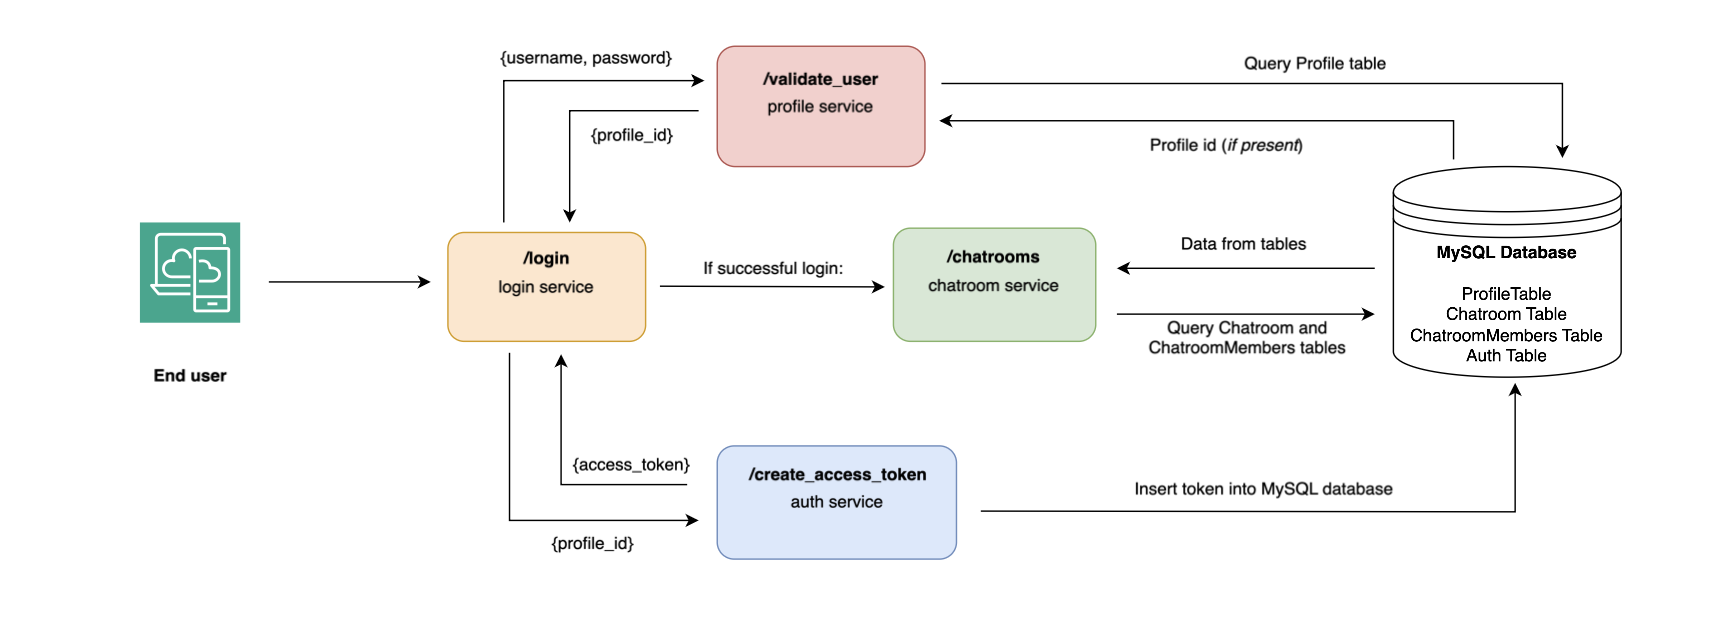 {username, password}
/validate_user
profile service
Query Profile table
{profile_id}
Profile id (if present)
/login
login service
If successful login:
/chatrooms
chatroom service
Data from tables
Query Chatroom and
ChatroomMembers tables
MySQL Database
ProfileTable
Chatroom Table
ChatroomMembers Table
Auth Table
End user
{access_token}
/create_access_token
auth service
Insert token into MySQL database
{profile_id}